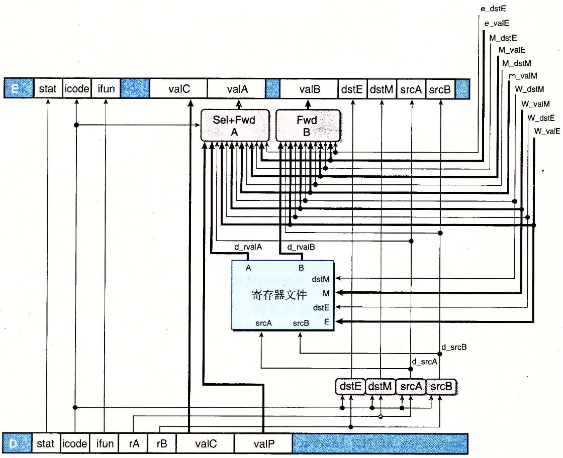 e_dstE
e_valE
M_dstE
M_valE
M_dstM
m_valM
W_dstM
W_valM
W_dstE
W_valE
E stat icode ifun valC valA valB dstE dstM srcA srcB
Sel+Fwd
A
Fwd
B
d_rvalA d_rvalB
A B
dstM
M
寄存器文件
dstE
E
srcA srcB
d_srcB
d_srcA
dstE dstM srcA srcB
D stat icode ifun rA rB valC valP